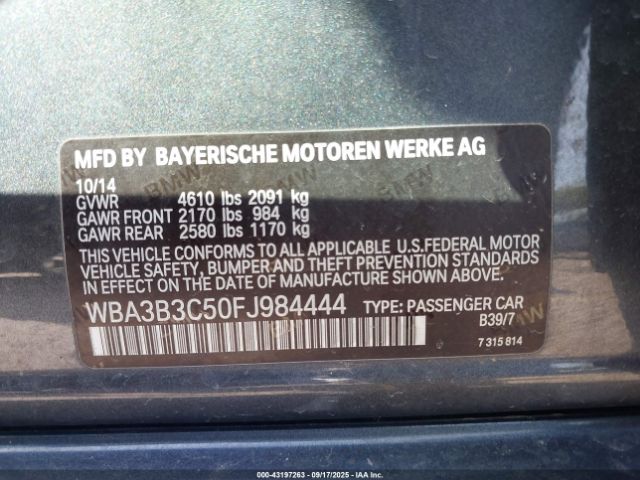 MFD BY BAYERISCHE MOTOREN WERKE AG
10/14
GVWR 4610 lbs 2091 kg
GAWR FRONT 2170 lbs 984 kg
GAWR REAR 2580 lbs 1170 kg
THIS VEHICLE CONFORMS TO ALL APPLICABLE U.S.FEDERAL MOTOR
VEHICLE SAFETY, BUMPER AND THEFT PREVENTION STANDARDS
IN EFFECT ON THE DATE OF MANUFACTURE SHOWN ABOVE.
WBA3B3C50FJ984444 TYPE: PASSENGER CAR
B39/7
7 315 814
000-43197263 | 09/17/2025 | IAAI.COM